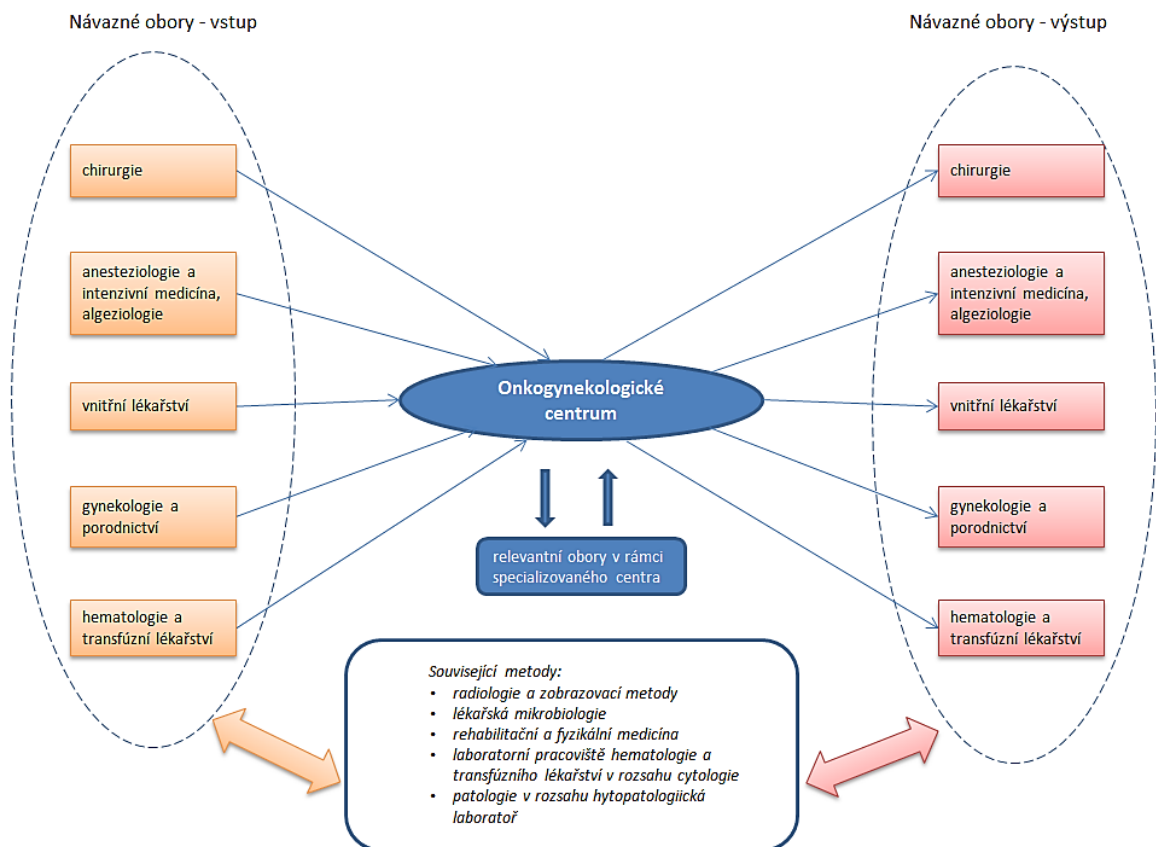 Návazné obory - vstup
Návazné obory - výstup
chirurgie
anesteziologie a
intenzivní medicína,
algeziologie
vnitřní lékařství
gynekologie a
porodnictví
hematologie a
transfúzní lékařství
Onkogynekologické
centrum
relevantní obory v rámci
specializovaného centra
chirurgie
anesteziologie a
intenzivní medicína,
algeziologie
vnitřní lékařství
gynekologie a
porodnictví
hematologie a
transfúzní lékařství
Související metody:
• radiologie a zobrazovací metody
• lékařská mikrobiologie
• rehabilitační a fyzikální medicína
• laboratorní pracoviště hematologie a
transfúzního lékařství v rozsahu cytologie
• patologie v rozsahu hytopatologiická
laboratoř